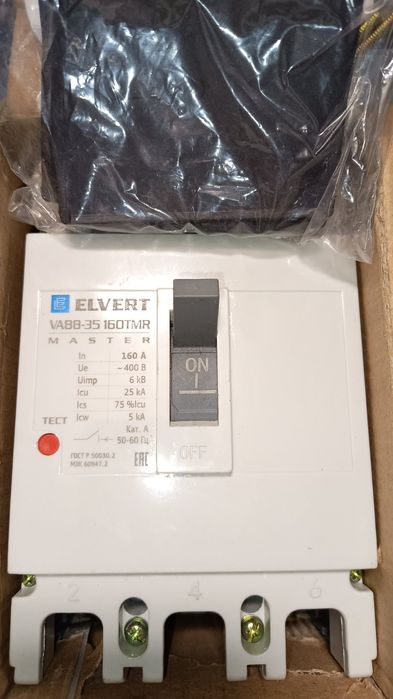 ELVERT
VA88-35 160TMR
MASTER
In 160 A
Ue ~400 В
Uimp 6 kВ
Icu 25 kA
Ics 75 %Icu
Icw 5 kA
Кат. А
50-60 Гц
ТЕСТ
ГОСТ Р 50030.2
МЭК 60947.2
EAC
ON
I
OFF
2 4 6